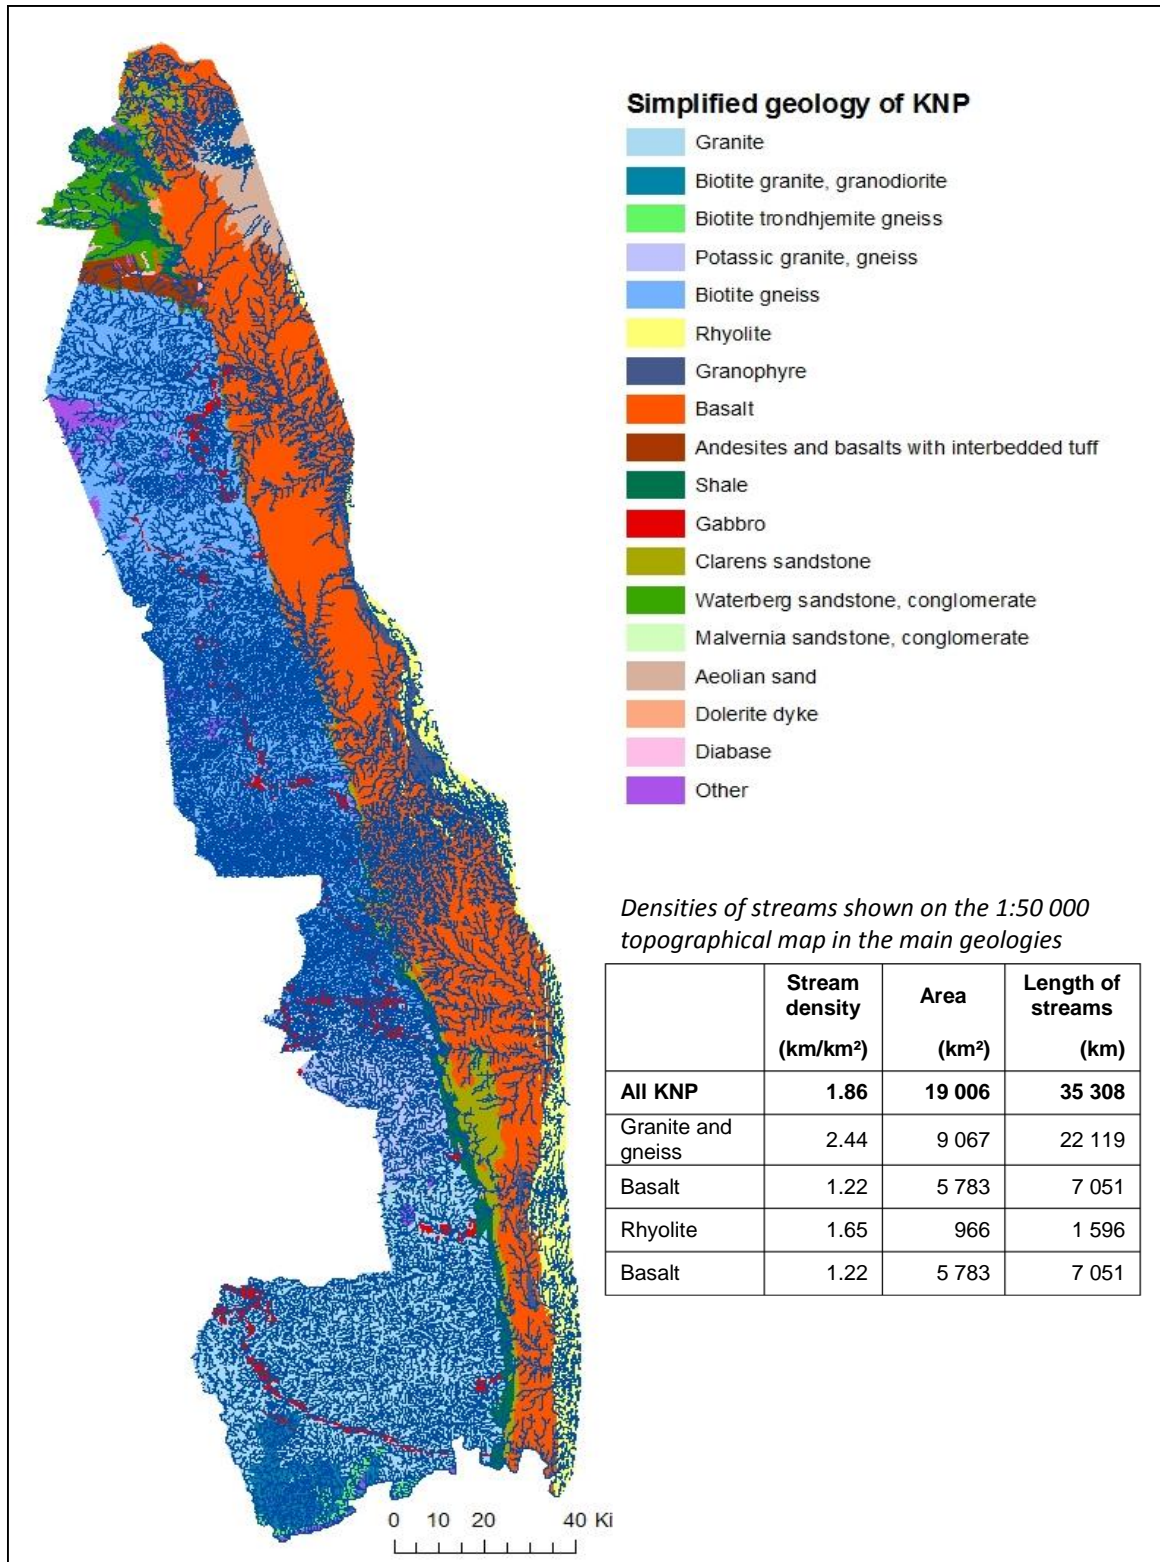 Simplified geology of KNP
Granite
Biotite granite, granodiorite
Biotite trondhjemite gneiss
Potassic granite, gneiss
Biotite gneiss
Rhyolite
Granophyre
Basalt
Andesites and basalts with interbedded tuff
Shale
Gabbro
Clarens sandstone
Waterberg sandstone, conglomerate
Malvernia sandstone, conglomerate
Aeolian sand
Dolerite dyke
Diabase
Other
Densities of streams shown on the 1:50 000
topographical map in the main geologies
Stream density (km/km²) Area (km²) Length of streams (km)
All KNP 1.86 19 006 35 308
Granite and gneiss 2.44 9 067 22 119
Basalt 1.22 5 783 7 051
Rhyolite 1.65 966 1 596
Basalt 1.22 5 783 7 051
0 10 20 40 Ki